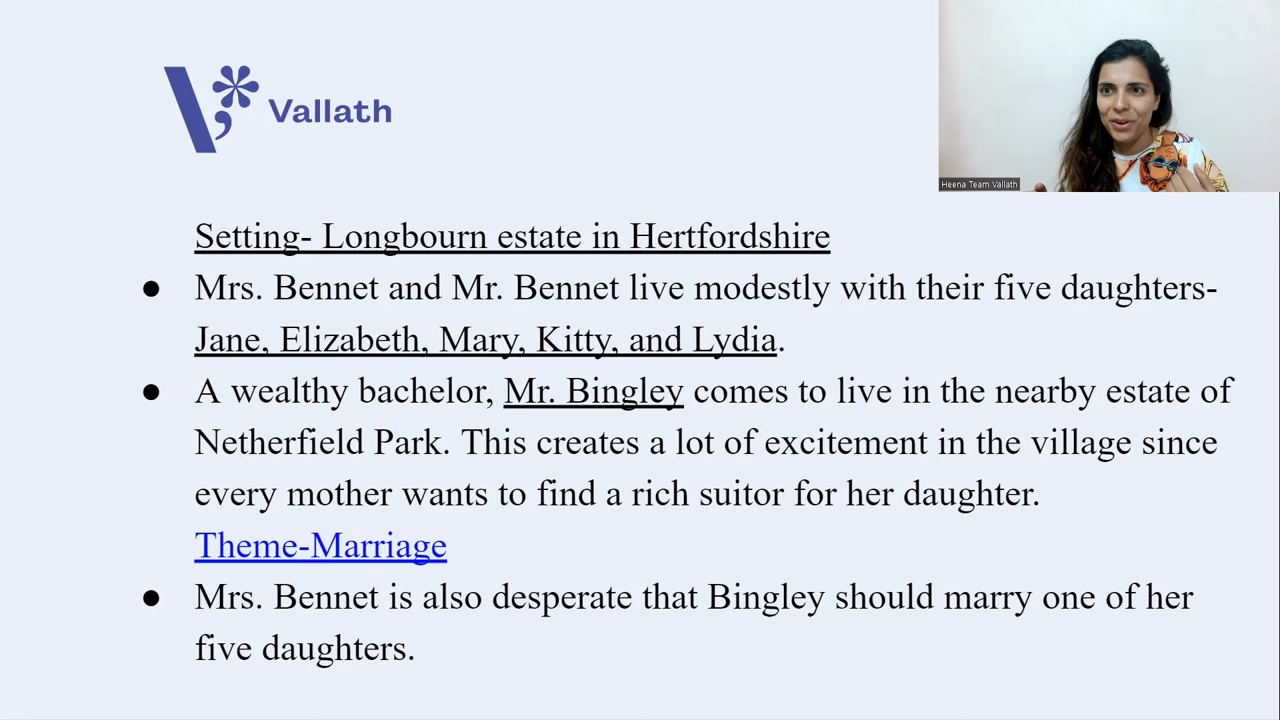 Vallath
Heena Team Vallath
Setting- Longbourn estate in Hertfordshire
● Mrs. Bennet and Mr. Bennet live modestly with their five daughters-
Jane, Elizabeth, Mary, Kitty, and Lydia.
● A wealthy bachelor, Mr. Bingley comes to live in the nearby estate of
Netherfield Park. This creates a lot of excitement in the village since
every mother wants to find a rich suitor for her daughter.
Theme-Marriage
● Mrs. Bennet is also desperate that Bingley should marry one of her
five daughters.